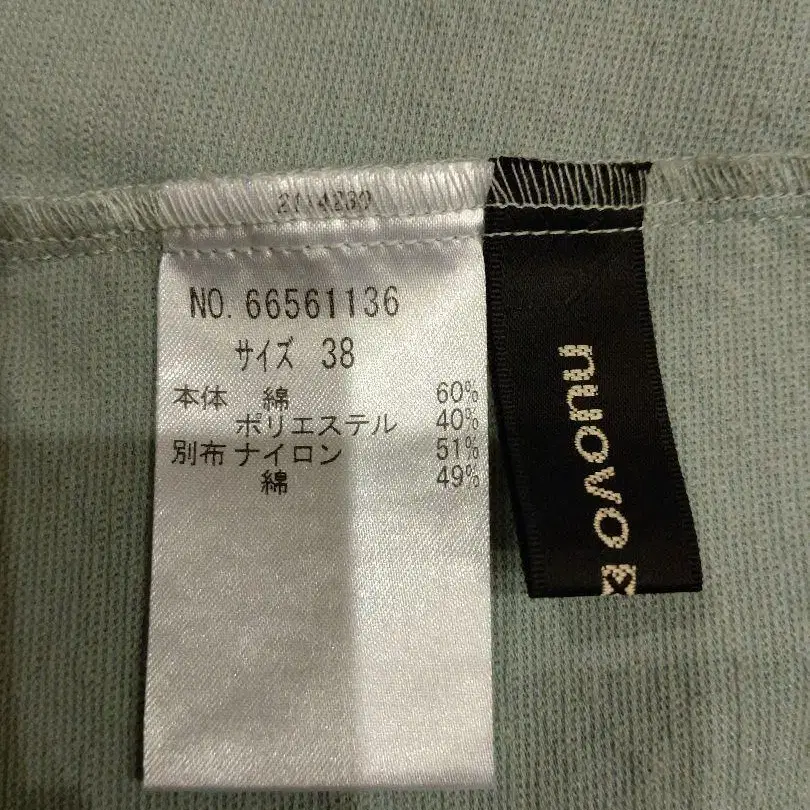 NO. 66561136
サイズ 38
本体 綿 60%
ポリエステル 40%
別布 ナイロン 51%
綿 49%
nuovo